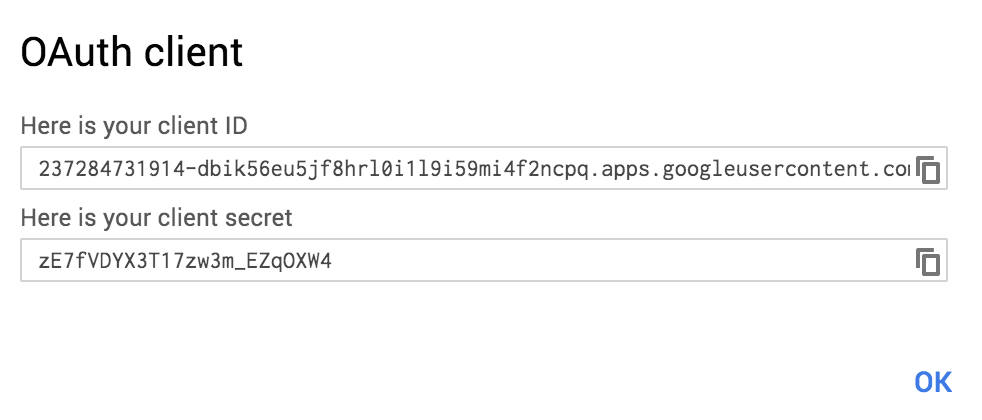 OAuth client
Here is your client ID
237284731914-dbik56eu5jf8hrl0i1l9i59mi4f2ncpq.apps.googleusercontent.co
Here is your client secret
zE7fVDYX3T17zw3m_EZqOXW4
OK